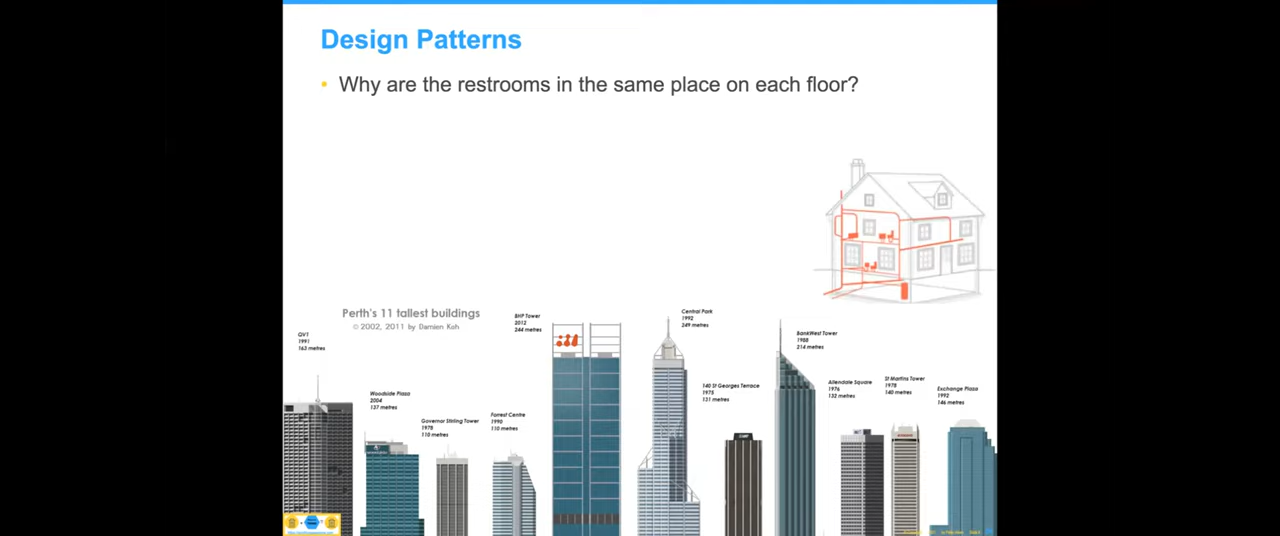 Design Patterns
• Why are the restrooms in the same place on each floor?
Perth's 11 tallest buildings
© 2002, 2011 by Damien Koh
QV1
1991
163 metres
Woodside Plaza
2004
137 metres
Governor Stirling Tower
1978
110 metres
Forrest Centre
1990
110 metres
BHP Tower
2012
244 metres
Central Park
1992
249 metres
140 St Georges Terrace
1975
131 metres
BankWest Tower
1988
214 metres
Allendale Square
1976
132 metres
St Martins Tower
1978
140 metres
Exchange Plaza
1992
146 metres